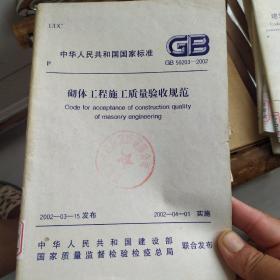 UDC
中华人民共和国国家标准
GB
P
GB 50203—2002
砌体工程施工质量验收规范
Code for acceptance of construction quality
of masonry engineering
2002—03—15 发布
2002—04—01 实施
中华人民共和国建设部
国家质量监督检验检疫总局
联合发布